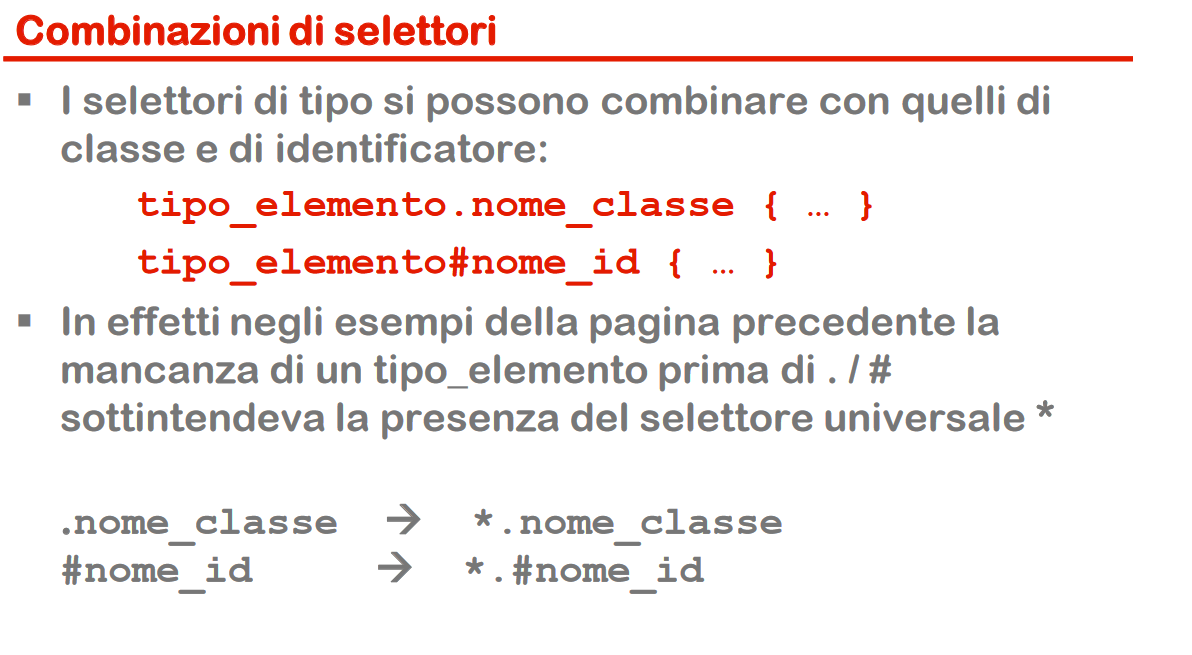 Combinazioni di selettori
▪ I selettori di tipo si possono combinare con quelli di
classe e di identificatore:
tipo_elemento.nome_classe { … }
tipo_elemento#nome_id { … }
▪ In effetti negli esempi della pagina precedente la
mancanza di un tipo_elemento prima di . / #
sottintendeva la presenza del selettore universale *
.nome_classe → *.nome_classe
#nome_id → *.#nome_id